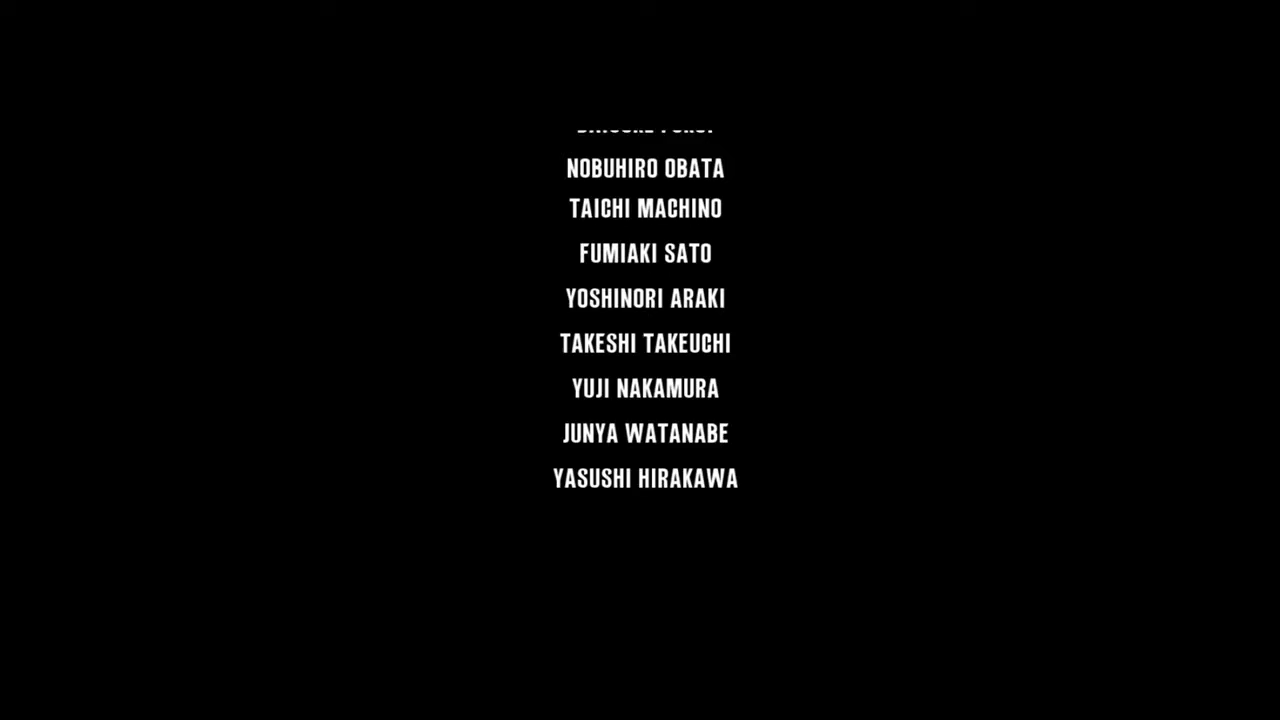 NOBUHIRO OBATA
TAICHI MACHINO
FUMIAKI SATO
YOSHINORI ARAKI
TAKESHI TAKEUCHI
YUJI NAKAMURA
JUNYA WATANABE
YASUSHI HIRAKAWA